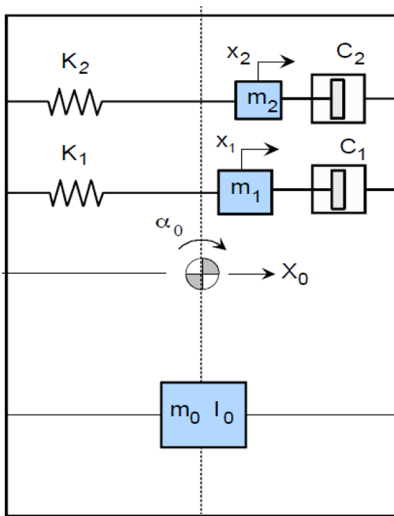 K₂ x₂ C₂
m₂
K₁ x₁ C₁
m₁
α₀
X₀
m₀ I₀